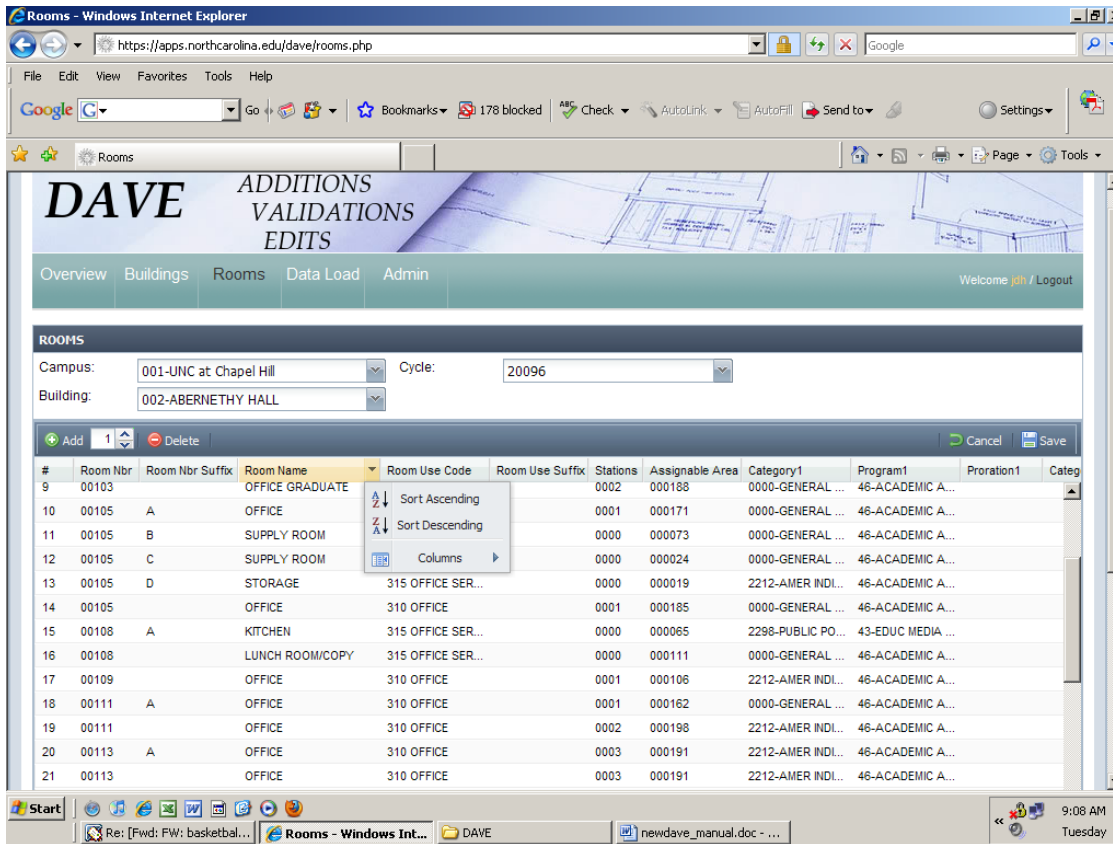 Rooms - Windows Internet Explorer
https://apps.northcarolina.edu/dave/rooms.php
Google
File Edit View Favorites Tools Help
Google G Go Bookmarks 178 blocked ABC Check AutoLink AutoFill Send to Settings
Rooms Page Tools
DAVE ADDITIONS
VALIDATIONS
EDITS
Overview Buildings Rooms Data Load Admin Welcome jdh / Logout
ROOMS
Campus: 001-UNC at Chapel Hill Cycle: 20096
Building: 002-ABERNETHY HALL
Add 1 Delete Cancel Save
# Room Nbr Room Nbr Suffix Room Name Room Use Code Room Use Suffix Stations Assignable Area Category1 Program1 Proration1 Categ
9 00103 OFFICE GRADUATE 0002 000188 0000-GENERAL ... 46-ACADEMIC A...
10 00105 A OFFICE 0001 000171 0000-GENERAL ... 46-ACADEMIC A...
11 00105 B SUPPLY ROOM 0000 000073 0000-GENERAL ... 46-ACADEMIC A...
12 00105 C SUPPLY ROOM 0000 000024 0000-GENERAL ... 46-ACADEMIC A...
Sort Ascending
Sort Descending
Columns
13 00105 D STORAGE 315 OFFICE SER... 0000 000019 2212-AMER INDI... 46-ACADEMIC A...
14 00105 OFFICE 310 OFFICE 0001 000185 0000-GENERAL ... 46-ACADEMIC A...
15 00108 A KITCHEN 315 OFFICE SER... 0000 000065 2298-PUBLIC PO... 43-EDUC MEDIA ...
16 00108 LUNCH ROOM/COPY 315 OFFICE SER... 0000 000111 0000-GENERAL ... 46-ACADEMIC A...
17 00109 OFFICE 310 OFFICE 0001 000106 2212-AMER INDI... 46-ACADEMIC A...
18 00111 A OFFICE 310 OFFICE 0001 000162 0000-GENERAL ... 46-ACADEMIC A...
19 00111 OFFICE 310 OFFICE 0002 000198 2212-AMER INDI... 46-ACADEMIC A...
20 00113 A OFFICE 310 OFFICE 0003 000191 2212-AMER INDI... 46-ACADEMIC A...
21 00113 OFFICE 310 OFFICE 0003 000191 2212-AMER INDI... 46-ACADEMIC A...
Start 9:08 AM
Re: [Fwd: FW: basketbal... Rooms - Windows Int... DAVE newdave_manual.doc - ... Tuesday